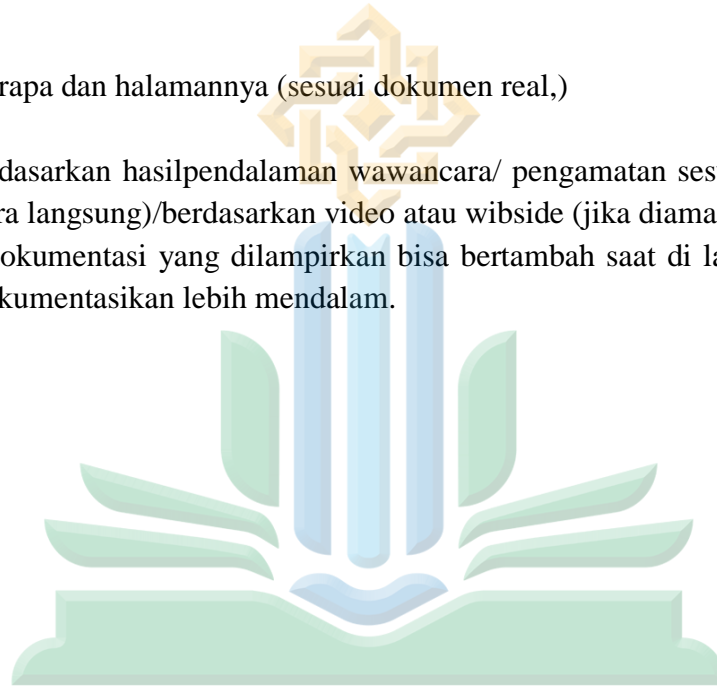 rapa dan halamannya (sesuai dokumen real,)
dasarkan hasilpendalaman wawancara/ pengamatan sesu
ra langsung)/berdasarkan video atau wibside (jika diama
okumentasi yang dilampirkan bisa bertambah saat di la
kumentasikan lebih mendalam.